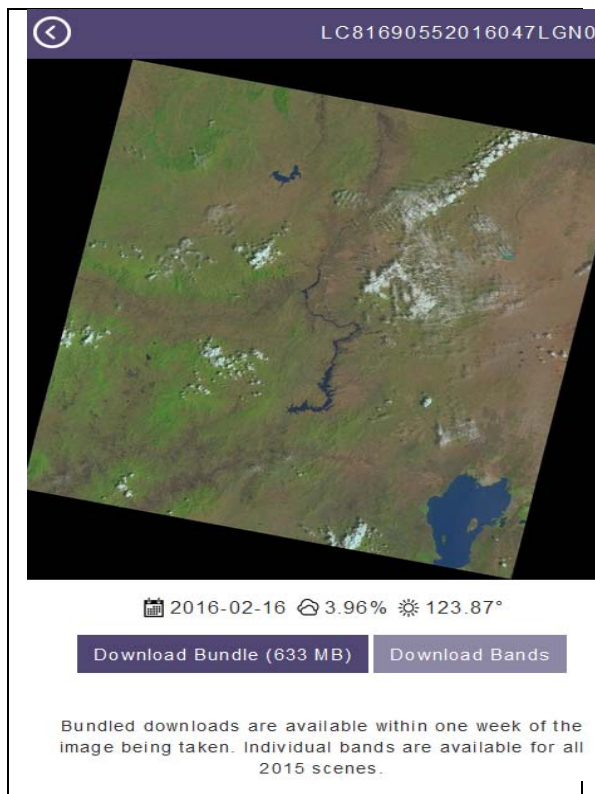 LC81690552016047LGN0
2016-02-16 3.96% 123.87°
Download Bundle (633 MB) Download Bands
Bundled downloads are available within one week of the
image being taken. Individual bands are available for all
2015 scenes.